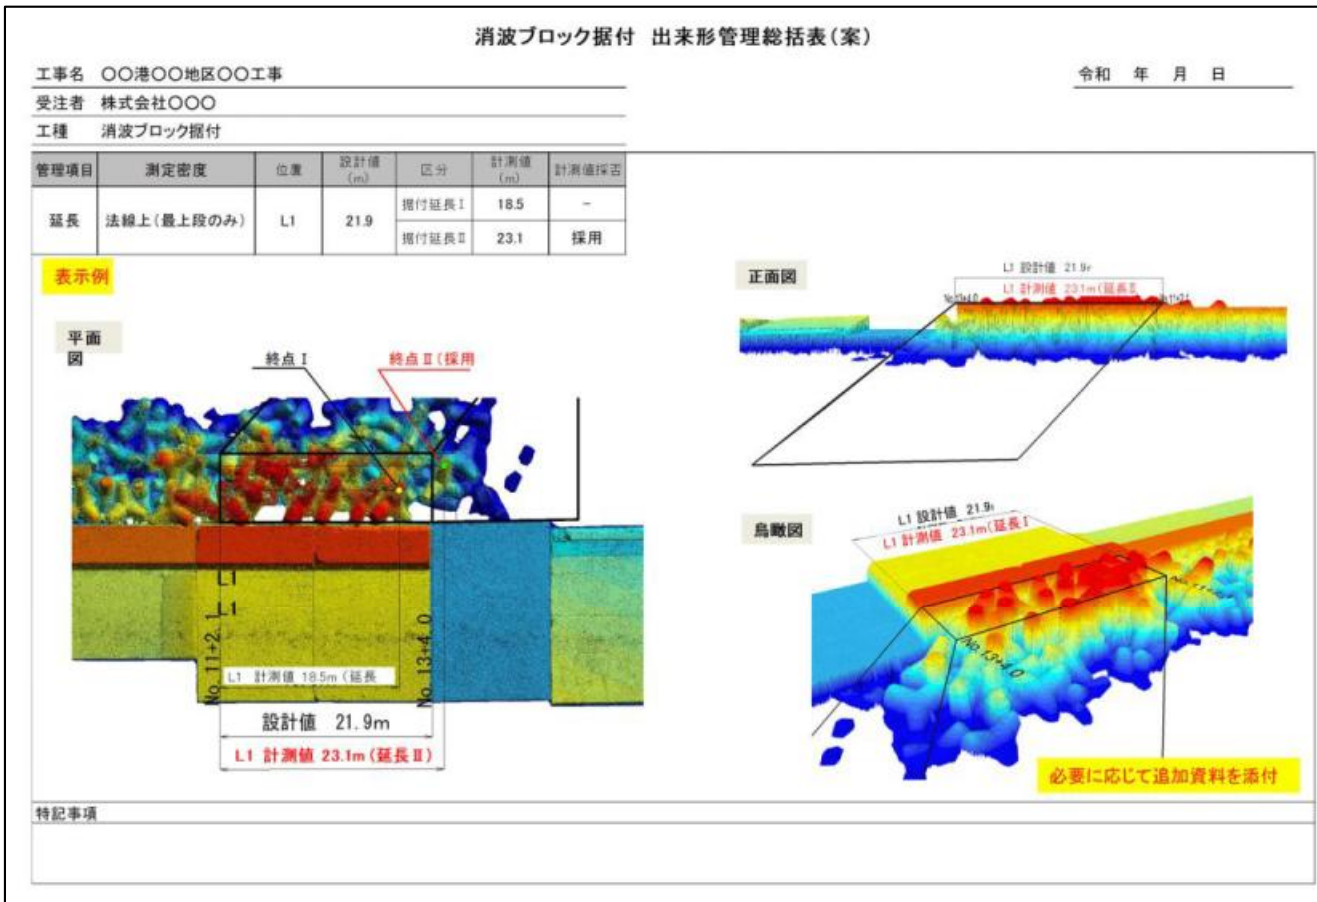 消波ブロック据付 出来形管理総括表(案)
工事名 〇〇港〇〇地区〇〇工事
令和 年 月 日
受注者 株式会社〇〇〇
工種 消波ブロック据付
管理項目 測定密度 位置 設計値(m) 区分 計測値(m) 計測値採否
延長 法線上(最上段のみ) L1 21.9 据付延長Ⅰ 18.5 -
据付延長Ⅱ 23.1 採用
表示例
平面図
終点Ⅰ
終点Ⅱ(採用
L1
L1
No.11+2.1
No.13+4.0
L1 計測値 18.5m(延長
設計値 21.9m
L1 計測値 23.1m(延長Ⅱ)
正面図
L1 設計値 21.9
L1 計測値 23.1m(延長Ⅱ
No.13+4.0
No.11+2.1
鳥瞰図
L1 設計値 21.9
L1 計測値 23.1m(延長Ⅰ
No.13+4.0
必要に応じて追加資料を添付
特記事項